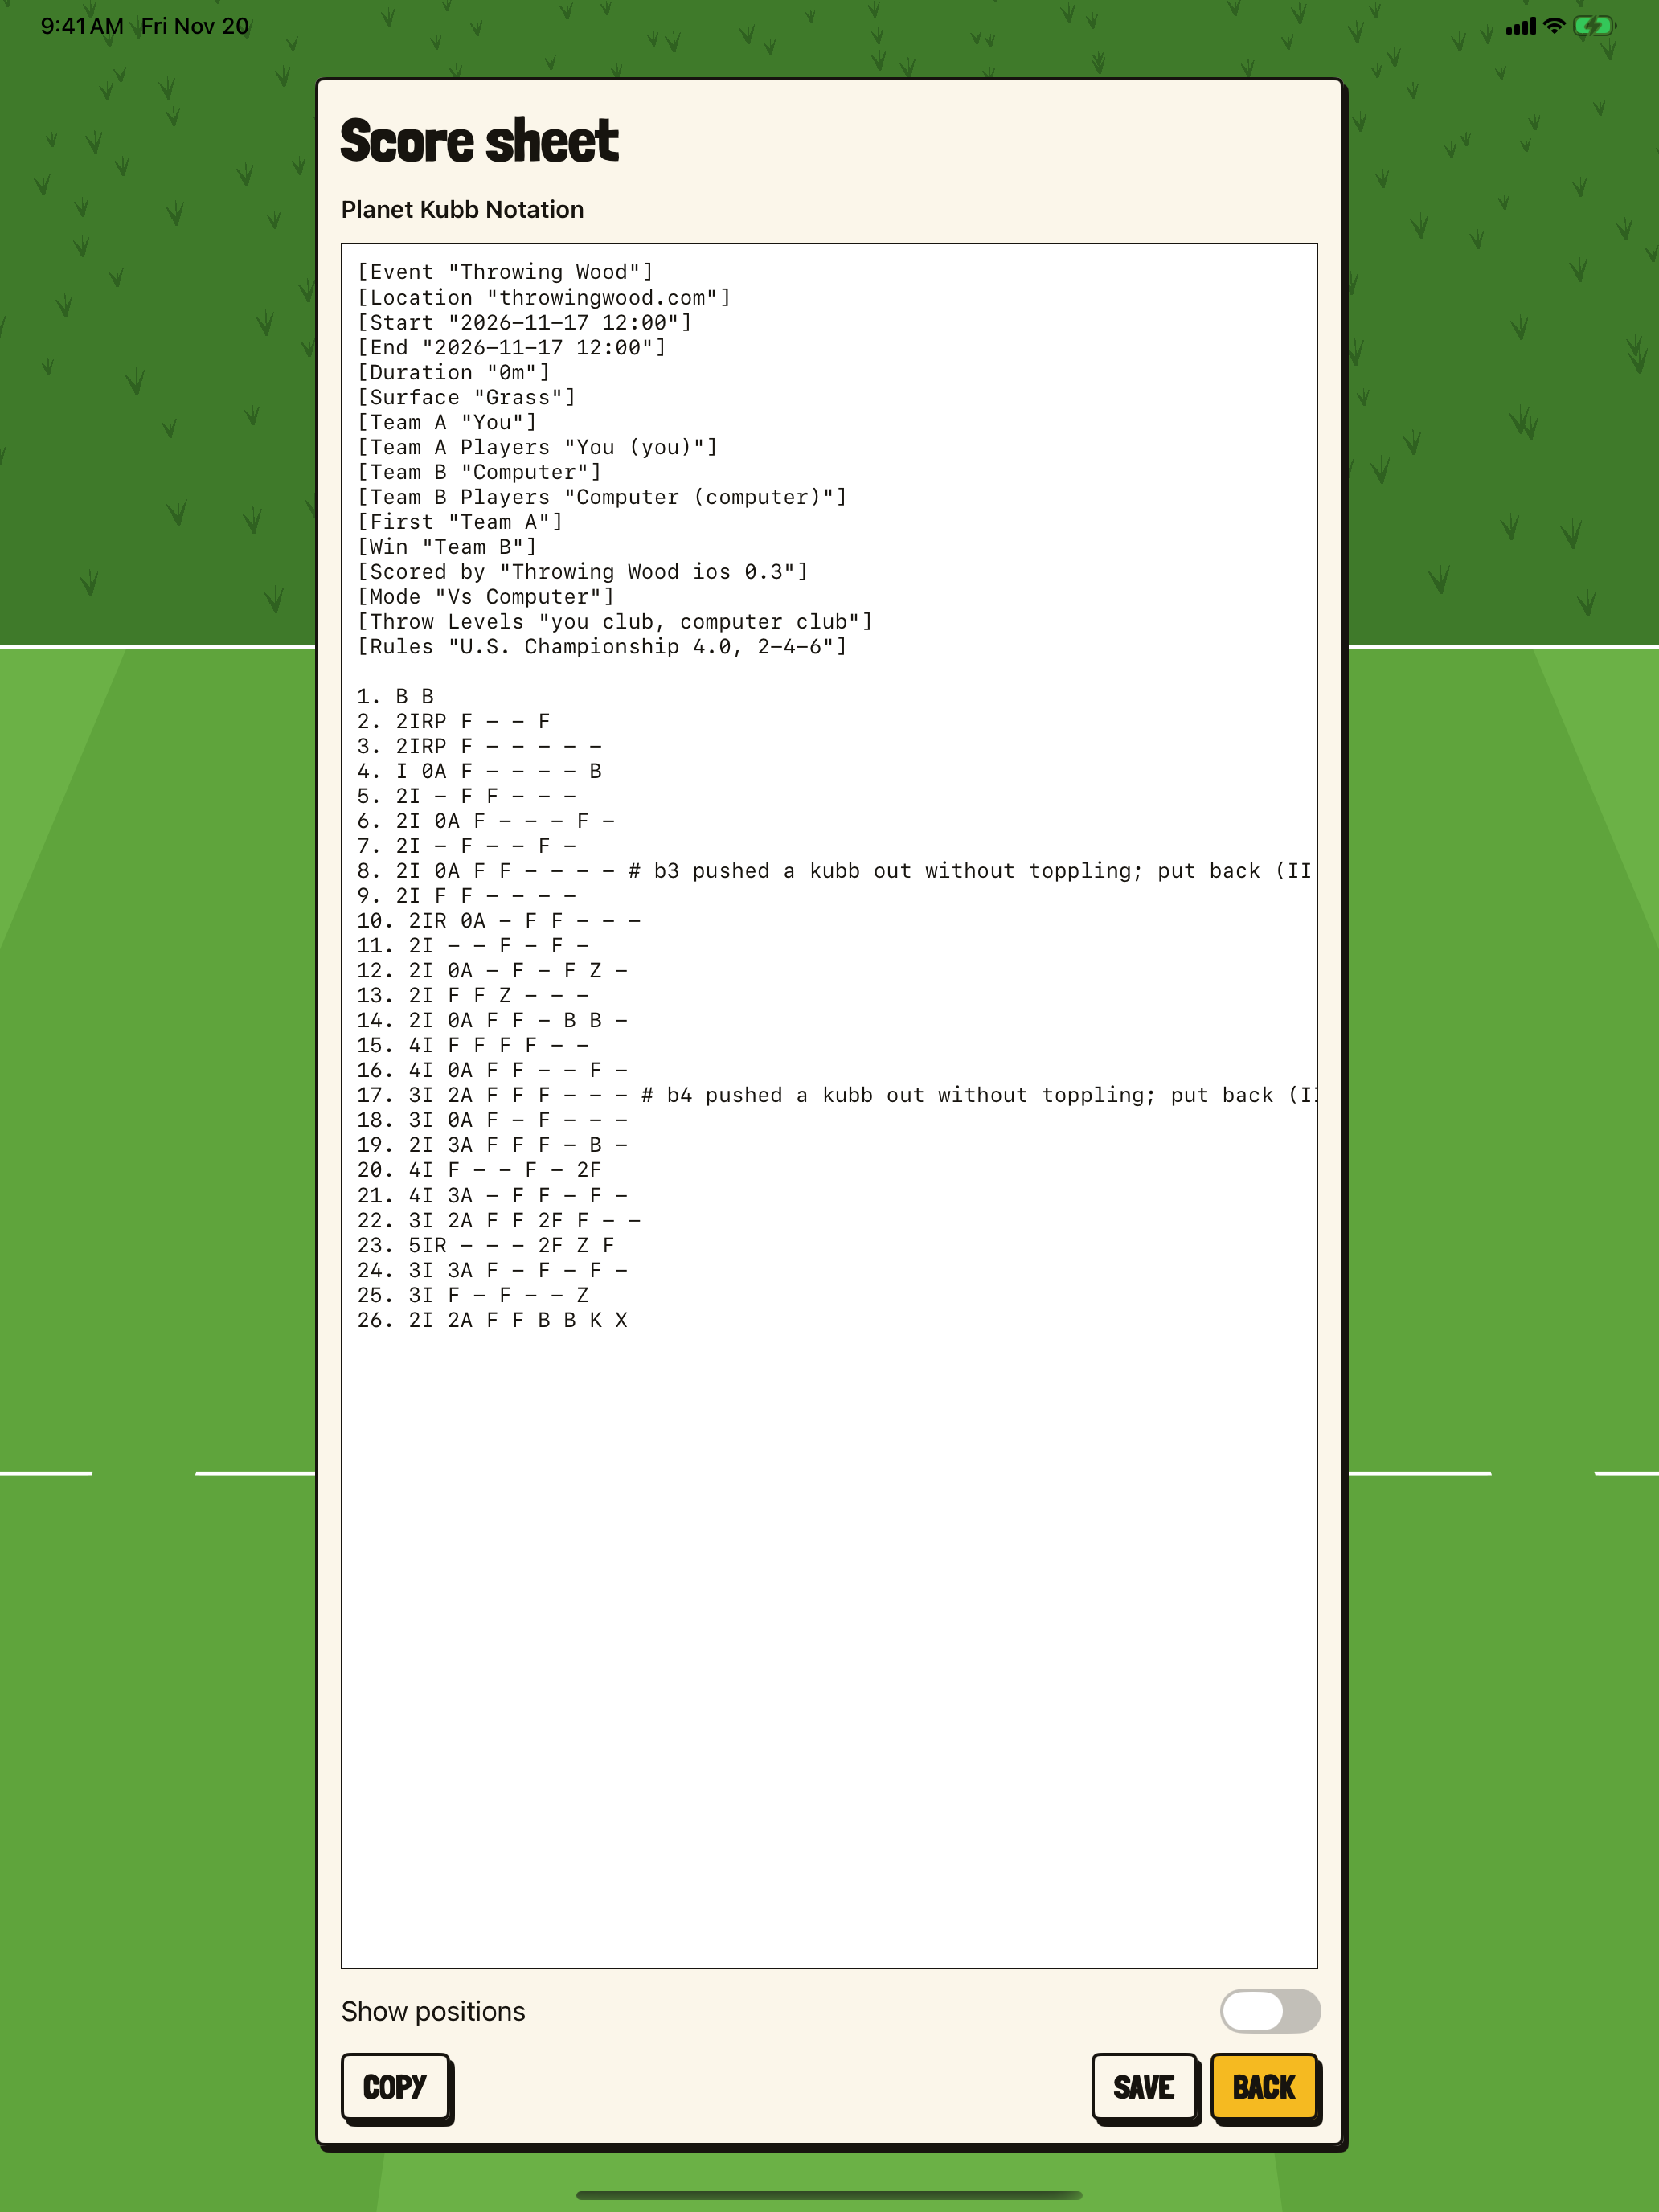 9:41 AM Fri Nov 20
Score sheet
Planet Kubb Notation
[Event "Throwing Wood"]
[Location "throwingwood.com"]
[Start "2026-11-17 12:00"]
[End "2026-11-17 12:00"]
[Duration "0m"]
[Surface "Grass"]
[Team A "You"]
[Team A Players "You (you)"]
[Team B "Computer"]
[Team B Players "Computer (computer)"]
[First "Team A"]
[Win "Team B"]
[Scored by "Throwing Wood ios 0.3"]
[Mode "Vs Computer"]
[Throw Levels "you club, computer club"]
[Rules "U.S. Championship 4.0, 2-4-6"]
1. B B
2. 2IRP F - - F
3. 2IRP F - - - - -
4. I 0A F - - - - B
5. 2I - F F - - -
6. 2I 0A F - - - F -
7. 2I - F - - F -
8. 2I 0A F F - - - - # b3 pushed a kubb out without toppling; put back (II
9. 2I F F - - - -
10. 2IR 0A - F F - - -
11. 2I - - F - F -
12. 2I 0A - F - F Z -
13. 2I F F Z - - -
14. 2I 0A F F - B B -
15. 4I F F F F - -
16. 4I 0A F F - - F -
17. 3I 2A F F F - - - # b4 pushed a kubb out without toppling; put back (I
18. 3I 0A F - F - - -
19. 2I 3A F F F - B -
20. 4I F - - F - 2F
21. 4I 3A - F F - F -
22. 3I 2A F F 2F F - -
23. 5IR - - - 2F Z F
24. 3I 3A F - F - F -
25. 3I F - F - - Z
26. 2I 2A F F B B K X
Show positions
COPY
SAVE
BACK